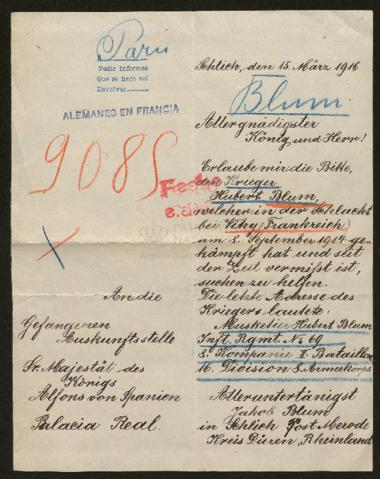 Paris
Pedir informes
Que se hace así
Devolver
ALEMANES EN FRANCIA
9085
An die
Gefangenen
Auskunftsstelle
Sr. Majestät des
Königs
Alfons von Spanien
Palacia Redl.
Schlich, den 15. März 1916
Blum.
Allergnädigster
König und Herr!
Erlaube mir die Bitte,
den Krieger
Hubert Blum,
welcher in der Schlacht
bei Vitry (Frankreich)
am 8. September 1914 ge-
kämpft hat und seit
der Zeit vermißt ist,
suchen zu helfen.
Die letzte Adresse des
Kriegers lautete:
Musketier Hubert Blum
Inft. Rgmt. No 69
8. Kompanie II. Bataillon
16. Division 8. Armeekorps
Alleruntertänigst
Jakob Blum
in Schlich Post Merode
Kreis Düren, Rheinland